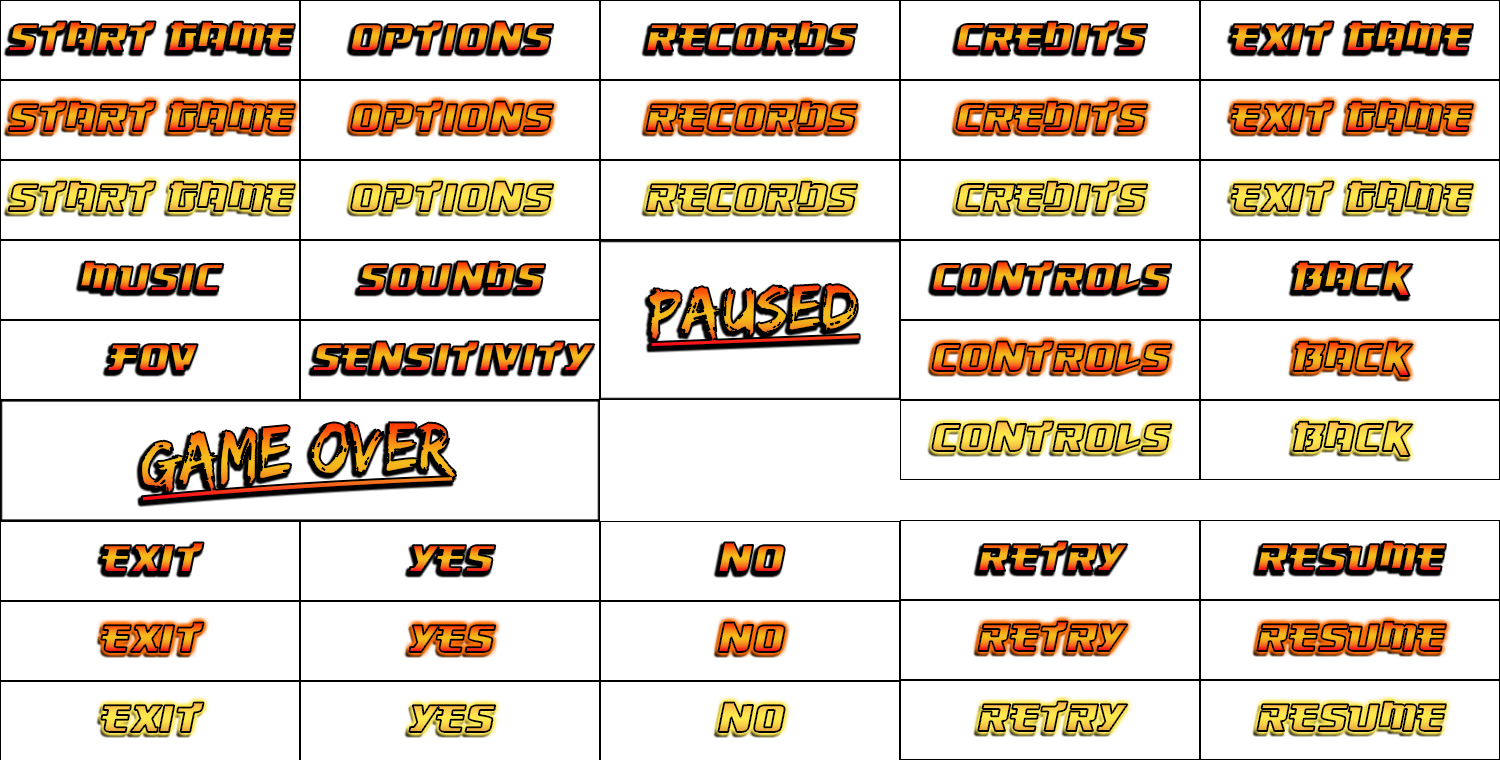 START GAME OPTIONS RECORDS CREDITS EXIT GAME
START GAME OPTIONS RECORDS CREDITS EXIT GAME
START GAME OPTIONS RECORDS CREDITS EXIT GAME
MUSIC SOUNDS CONTROLS BACK
PAUSED
FOV SENSITIVITY CONTROLS BACK
GAME OVER CONTROLS BACK
EXIT YES NO RETRY RESUME
EXIT YES NO RETRY RESUME
EXIT YES NO RETRY RESUME